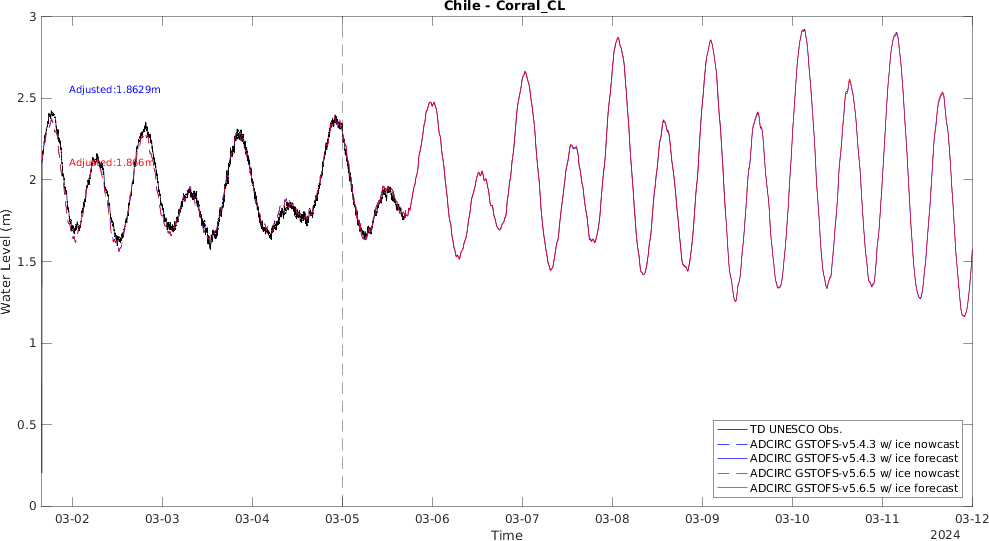 Chile - Corral_CL
3
2.5
2
1.5
1
0.5
0
Water Level (m)
Adjusted:1.8629m
Adjusted:1.866m
TD UNESCO Obs.
ADCIRC GSTOFS-v5.4.3 w/ ice nowcast
ADCIRC GSTOFS-v5.4.3 w/ ice forecast
ADCIRC GSTOFS-v5.6.5 w/ ice nowcast
ADCIRC GSTOFS-v5.6.5 w/ ice forecast
03-02 03-03 03-04 03-05 03-06 03-07 03-08 03-09 03-10 03-11 03-12
Time
2024